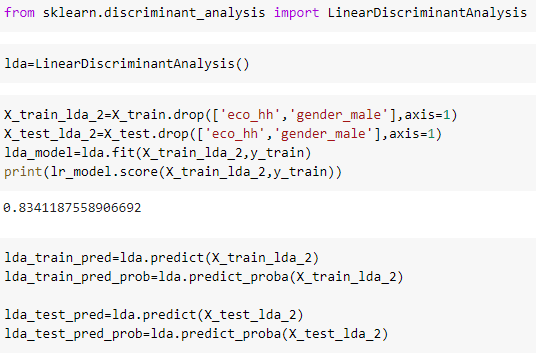 from sklearn.discriminant_analysis import LinearDiscriminantAnalysis
lda=LinearDiscriminantAnalysis()
X_train_lda_2=X_train.drop(['eco_hh','gender_male'],axis=1)
X_test_lda_2=X_test.drop(['eco_hh','gender_male'],axis=1)
lda_model=lda.fit(X_train_lda_2,y_train)
print(lr_model.score(X_train_lda_2,y_train))
0.8341187558906692
lda_train_pred=lda.predict(X_train_lda_2)
lda_train_pred_prob=lda.predict_proba(X_train_lda_2)
lda_test_pred=lda.predict(X_test_lda_2)
lda_test_pred_prob=lda.predict_proba(X_test_lda_2)